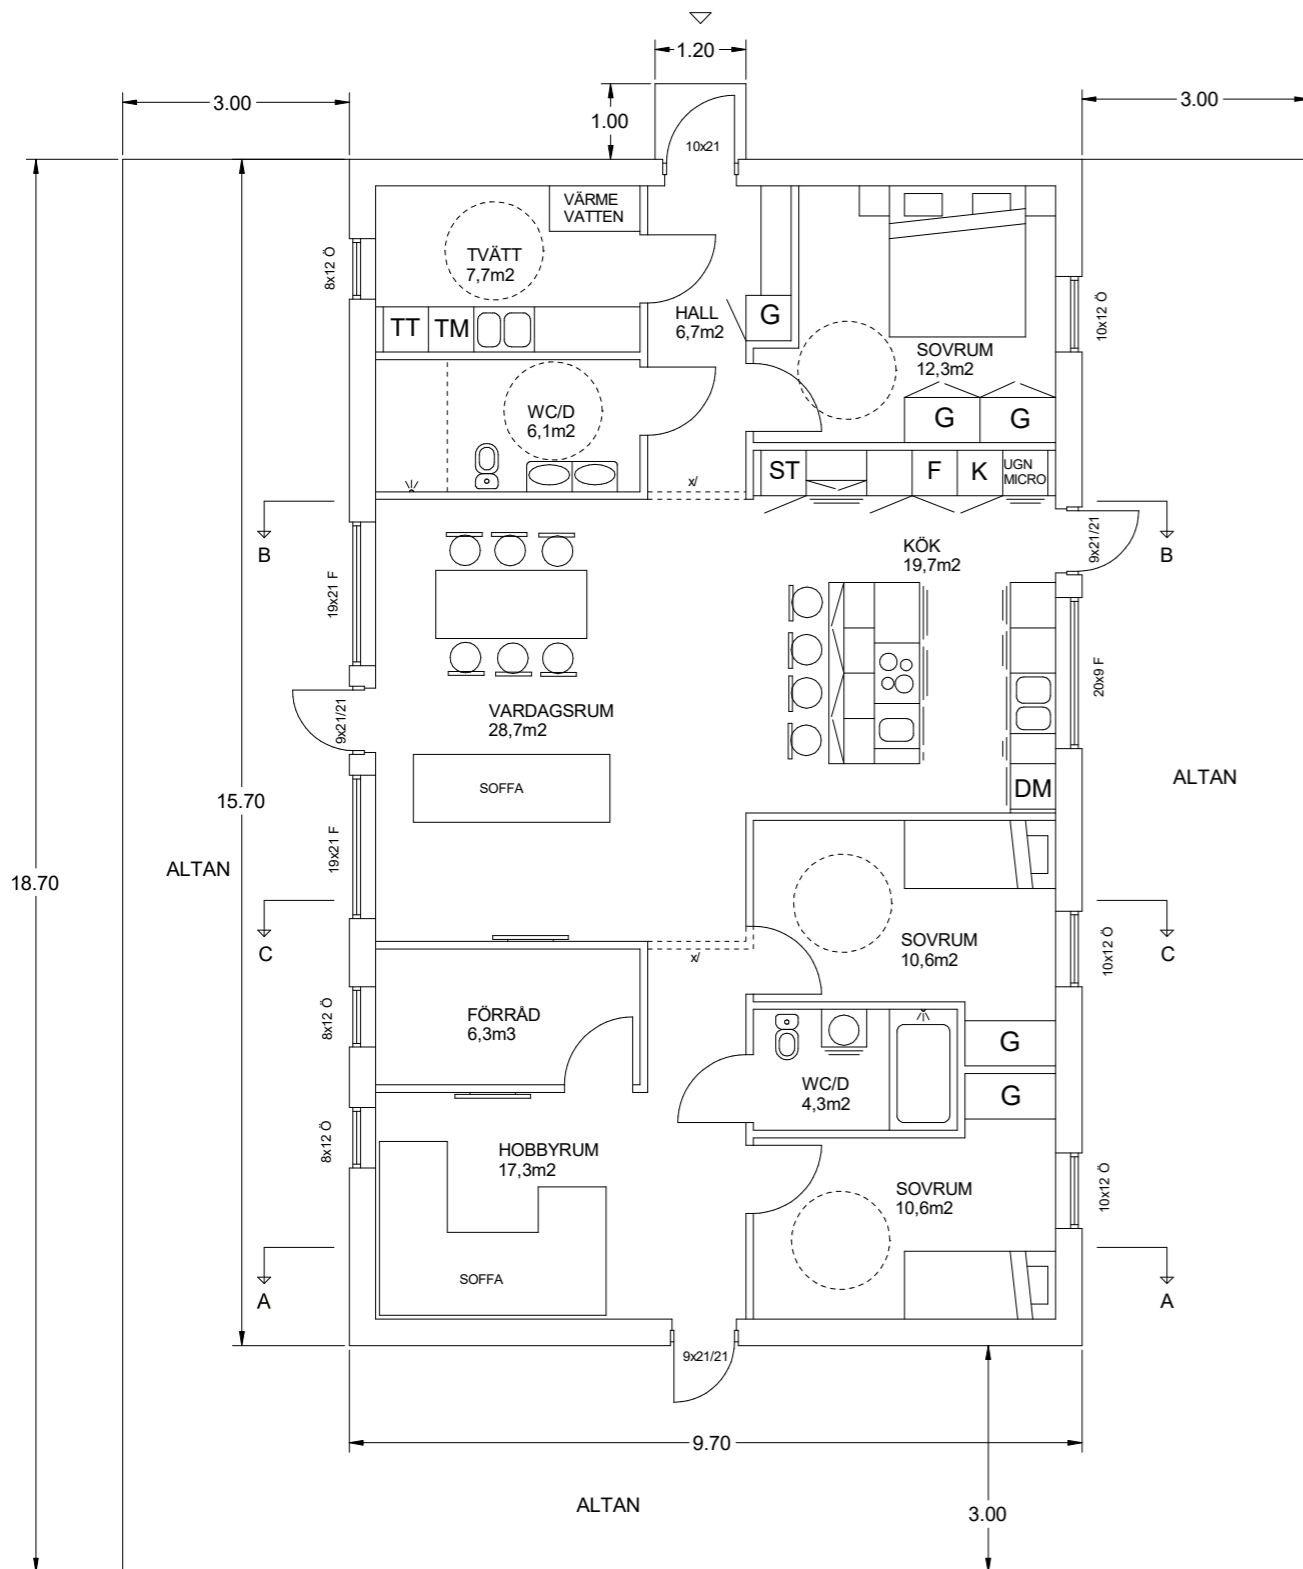 1.20
3.00
3.00
1.00
10x21
VÄRME
VATTEN
TVÄTT
7,7m2
8x12 Ö
10x12 Ö
HALL
6,7m2
G
TT
TM
SOVRUM
12,3m2
WC/D
6,1m2
G
G
ST
F
K
UGN
MICRO
x/
B
B
9x21/21
KÖK
19,7m2
19x21 F
20x9 F
VARDAGSRUM
28,7m2
9x21/21
SOFFA
DM
ALTAN
15.70
19x21 F
ALTAN
18.70
SOVRUM
10,6m2
C
C
10x12 Ö
x/
FÖRRÅD
6,3m3
8x12 Ö
G
WC/D
4,3m2
G
8x12 Ö
HOBBYRUM
17,3m2
SOVRUM
10,6m2
10x12 Ö
SOFFA
A
A
9x21/21
9.70
ALTAN
3.00